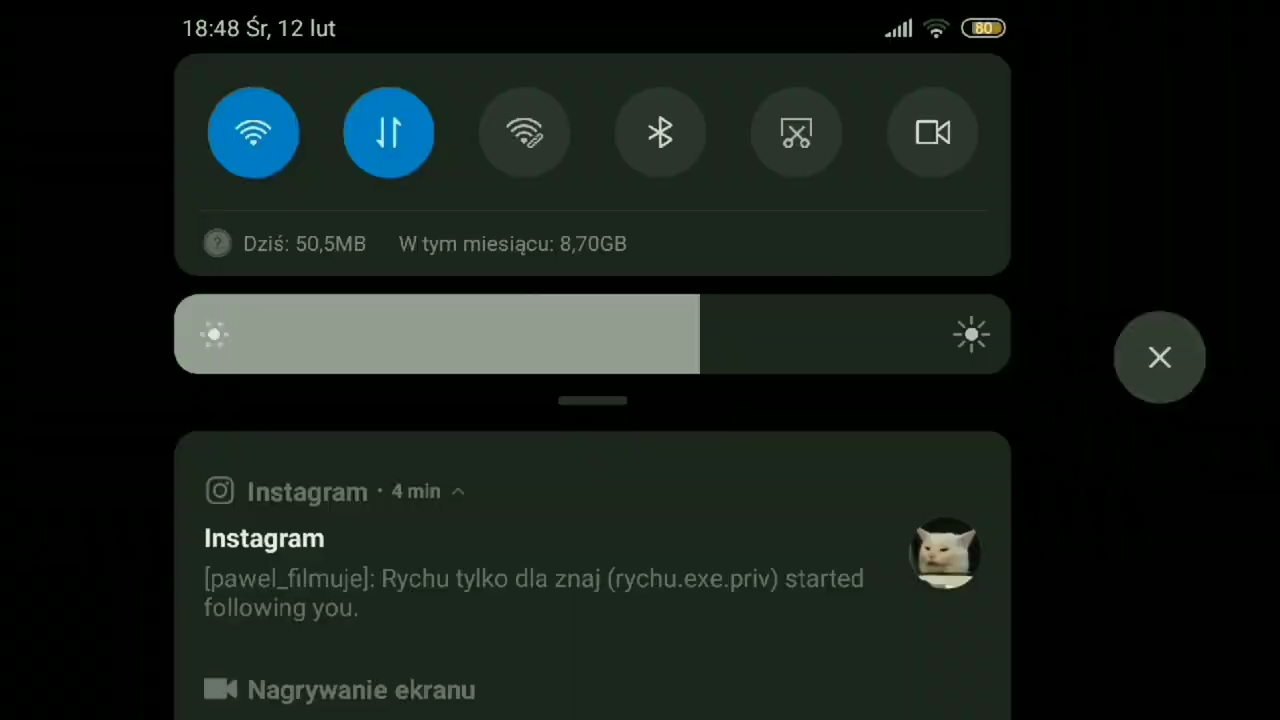 18:48 Śr, 12 lut
80
? Dziś: 50,5MB W tym miesiącu: 8,70GB
Instagram · 4 min
Instagram
[pawel_filmuje]: Rychu tylko dla znaj (rychu.exe.priv) started
following you.
Nagrywanie ekranu